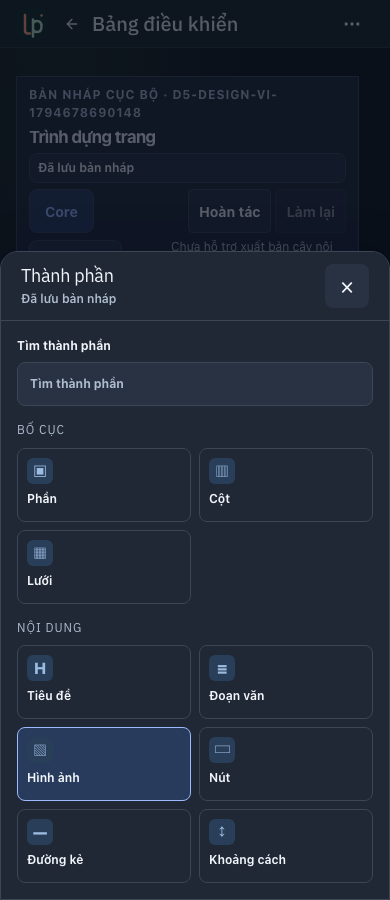 lp
Bảng điều khiển
BẢN NHÁP CỤC BỘ · D5-DESIGN-VI-
1794678690148
Trình dựng trang
Đã lưu bản nháp
Core
Hoàn tác
Làm lại
Chưa hỗ trợ xuất bản cây nội
Thành phần
Đã lưu bản nháp
Tìm thành phần
Tìm thành phần
BỐ CỤC
Phần
Cột
Lưới
NỘI DUNG
H
Tiêu đề
Đoạn văn
Hình ảnh
Nút
Đường kẻ
Khoảng cách